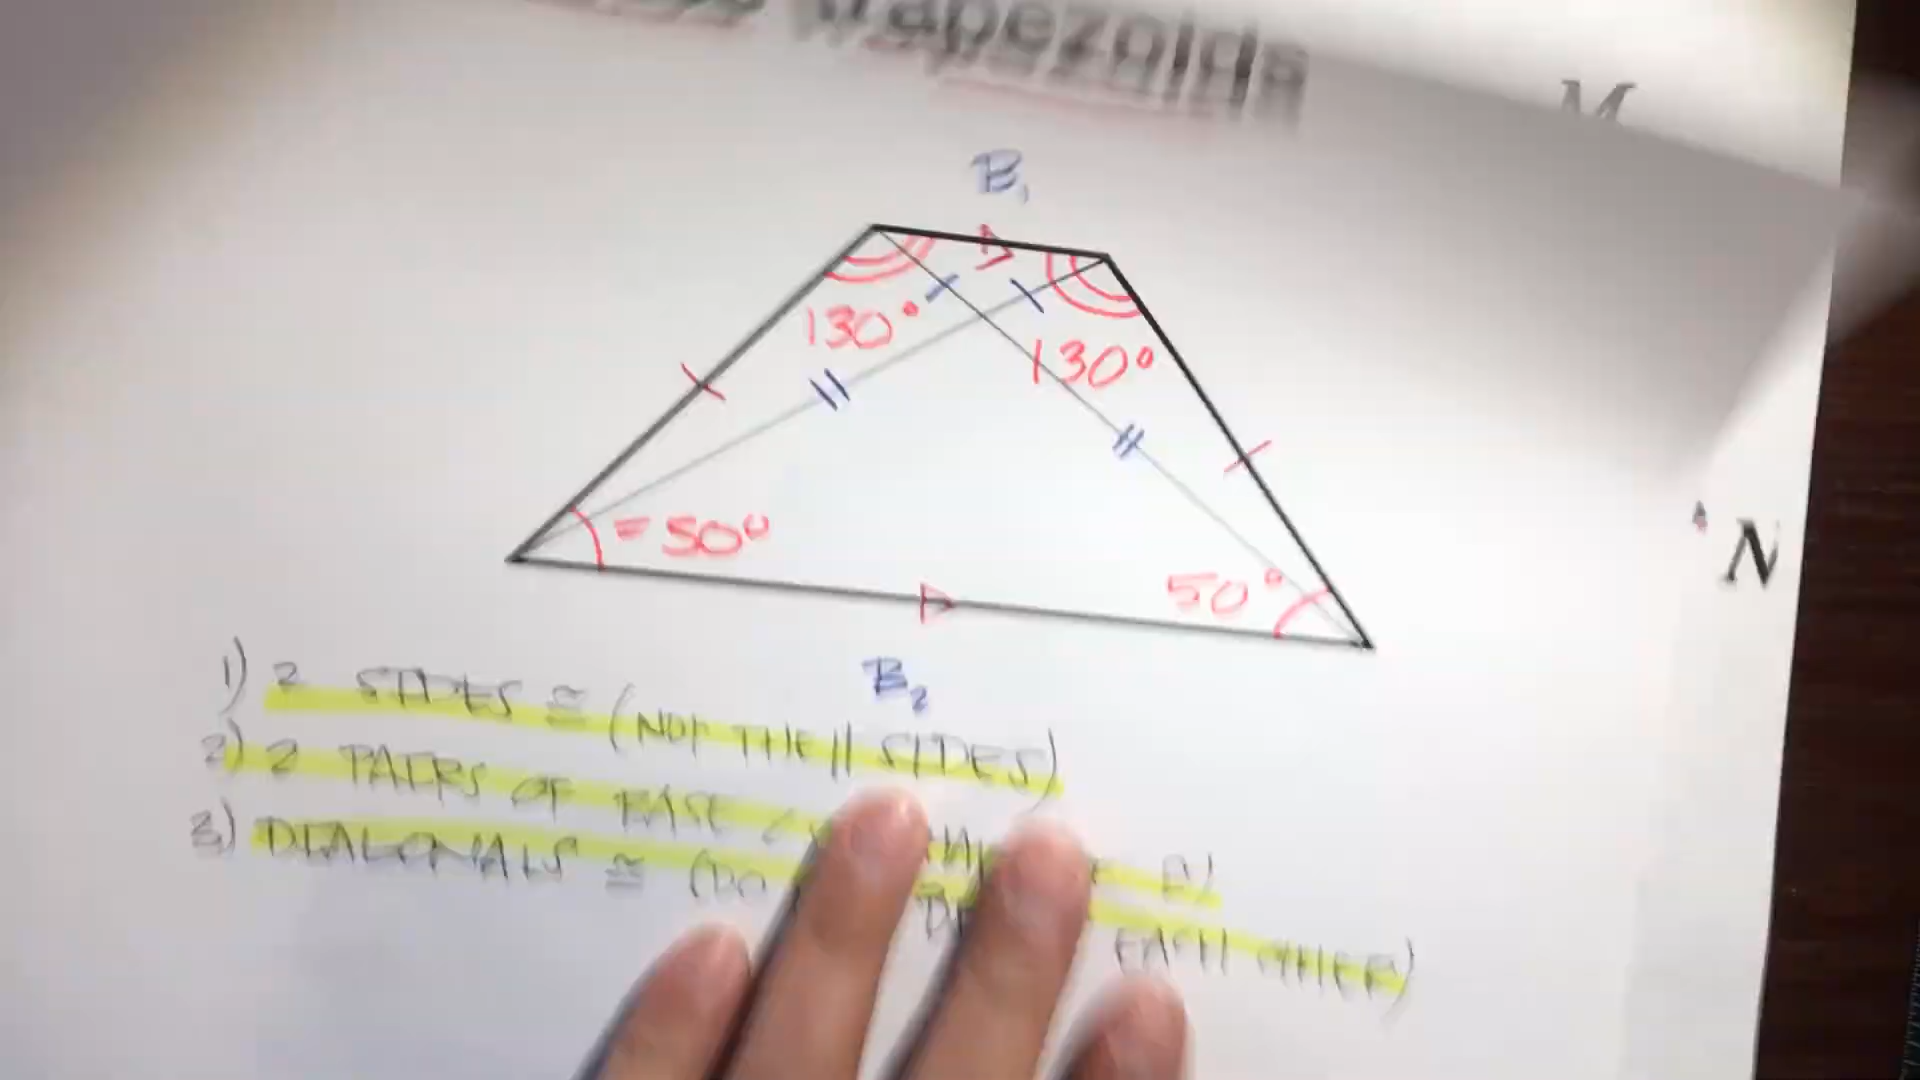 Trapezoids
M
B₁
130°
130°
= 50°
50°
N
B₂
1) 2 SIDES ≅ (NOT THE // SIDES)
2) 2 PAIRS OF BASE
3) DIAGONALS ≅ EACH OTHER)